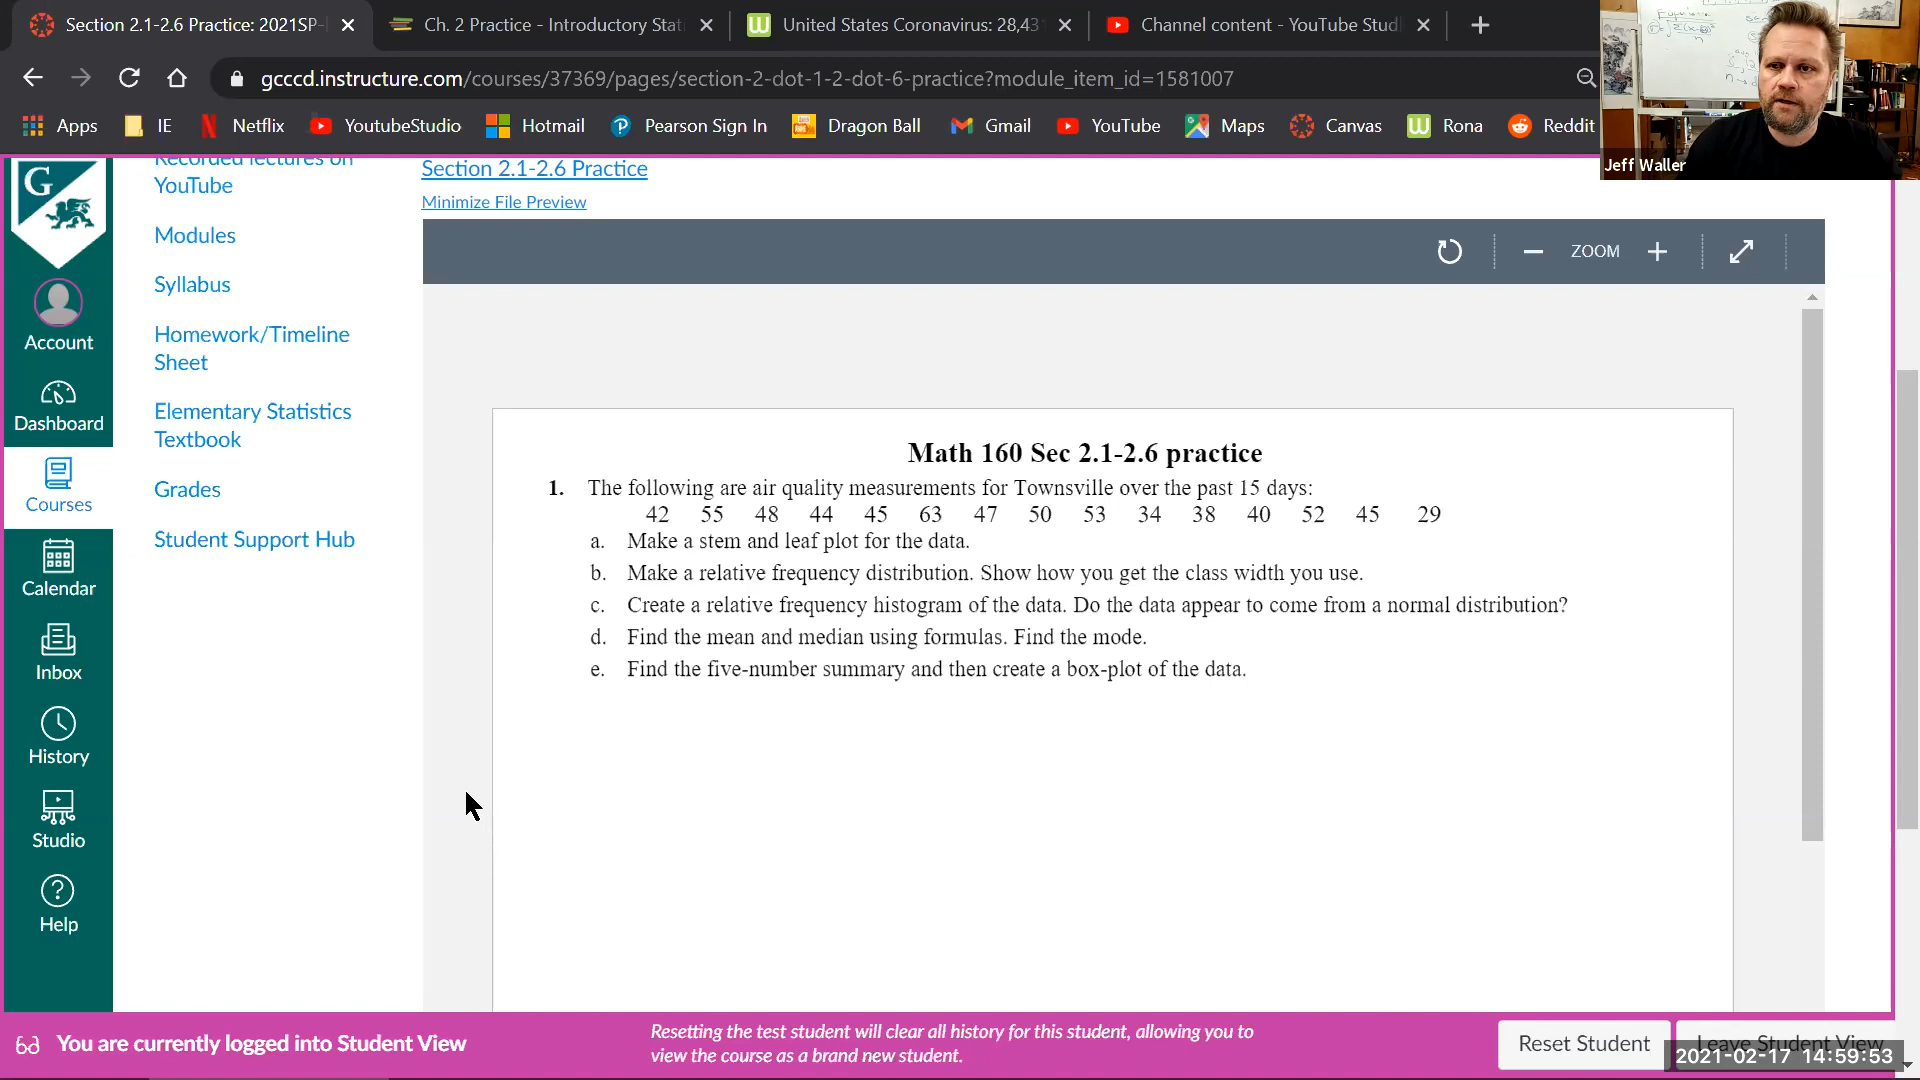 Section 2.1-2.6 Practice: 2021SP-
Ch. 2 Practice - Introductory Stati
United States Coronavirus: 28,43
Channel content - YouTube Studi
gcccd.instructure.com/courses/37369/pages/section-2-dot-1-2-dot-6-practice?module_item_id=1581007
Apps IE Netflix YoutubeStudio Hotmail Pearson Sign In Dragon Ball Gmail YouTube Maps Canvas Rona Reddit
Jeff Waller
G
Account
Dashboard
Courses
Calendar
Inbox
History
Studio
Help
Recorded lectures on
YouTube
Modules
Syllabus
Homework/Timeline
Sheet
Elementary Statistics
Textbook
Grades
Student Support Hub
Section 2.1-2.6 Practice
Minimize File Preview
ZOOM
Math 160 Sec 2.1-2.6 practice
1. The following are air quality measurements for Townsville over the past 15 days:
42 55 48 44 45 63 47 50 53 34 38 40 52 45 29
a. Make a stem and leaf plot for the data.
b. Make a relative frequency distribution. Show how you get the class width you use.
c. Create a relative frequency histogram of the data. Do the data appear to come from a normal distribution?
d. Find the mean and median using formulas. Find the mode.
e. Find the five-number summary and then create a box-plot of the data.
You are currently logged into Student View
Resetting the test student will clear all history for this student, allowing you to
view the course as a brand new student.
Reset Student
Leave Student View
2021-02-17 14:59:53